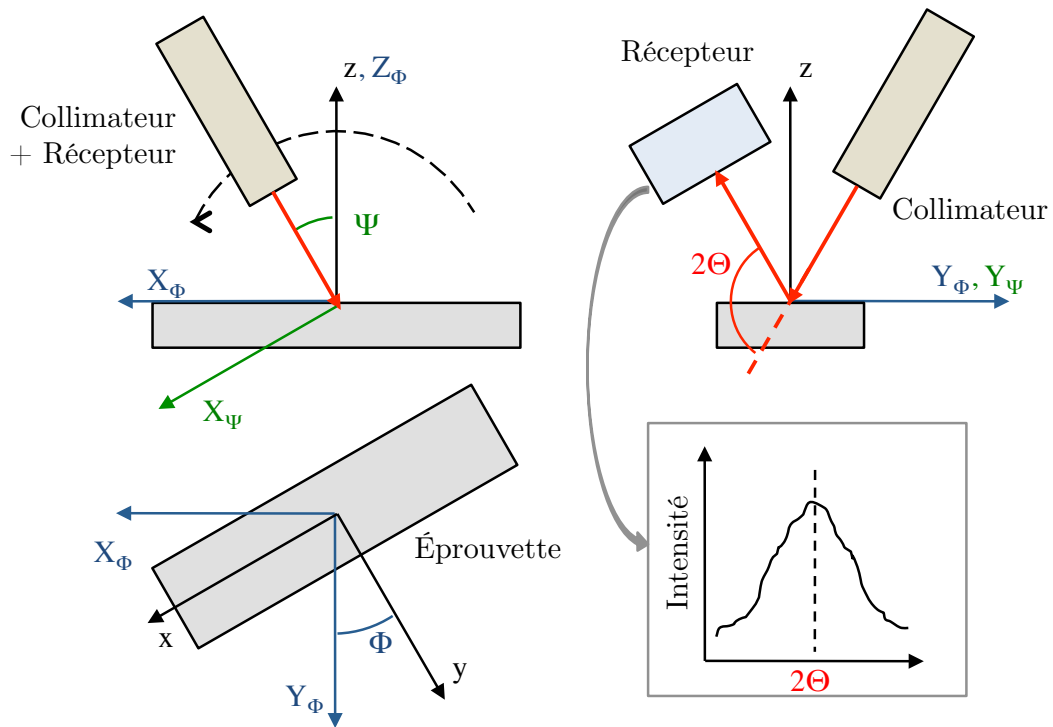 z, Z_Φ
Collimateur
+ Récepteur
Ψ
X_Φ
X_Ψ
Récepteur
z
Collimateur
2Θ
Y_Φ, Y_Ψ
X_Φ
Éprouvette
x
Φ
y
Y_Φ
Intensité
2Θ